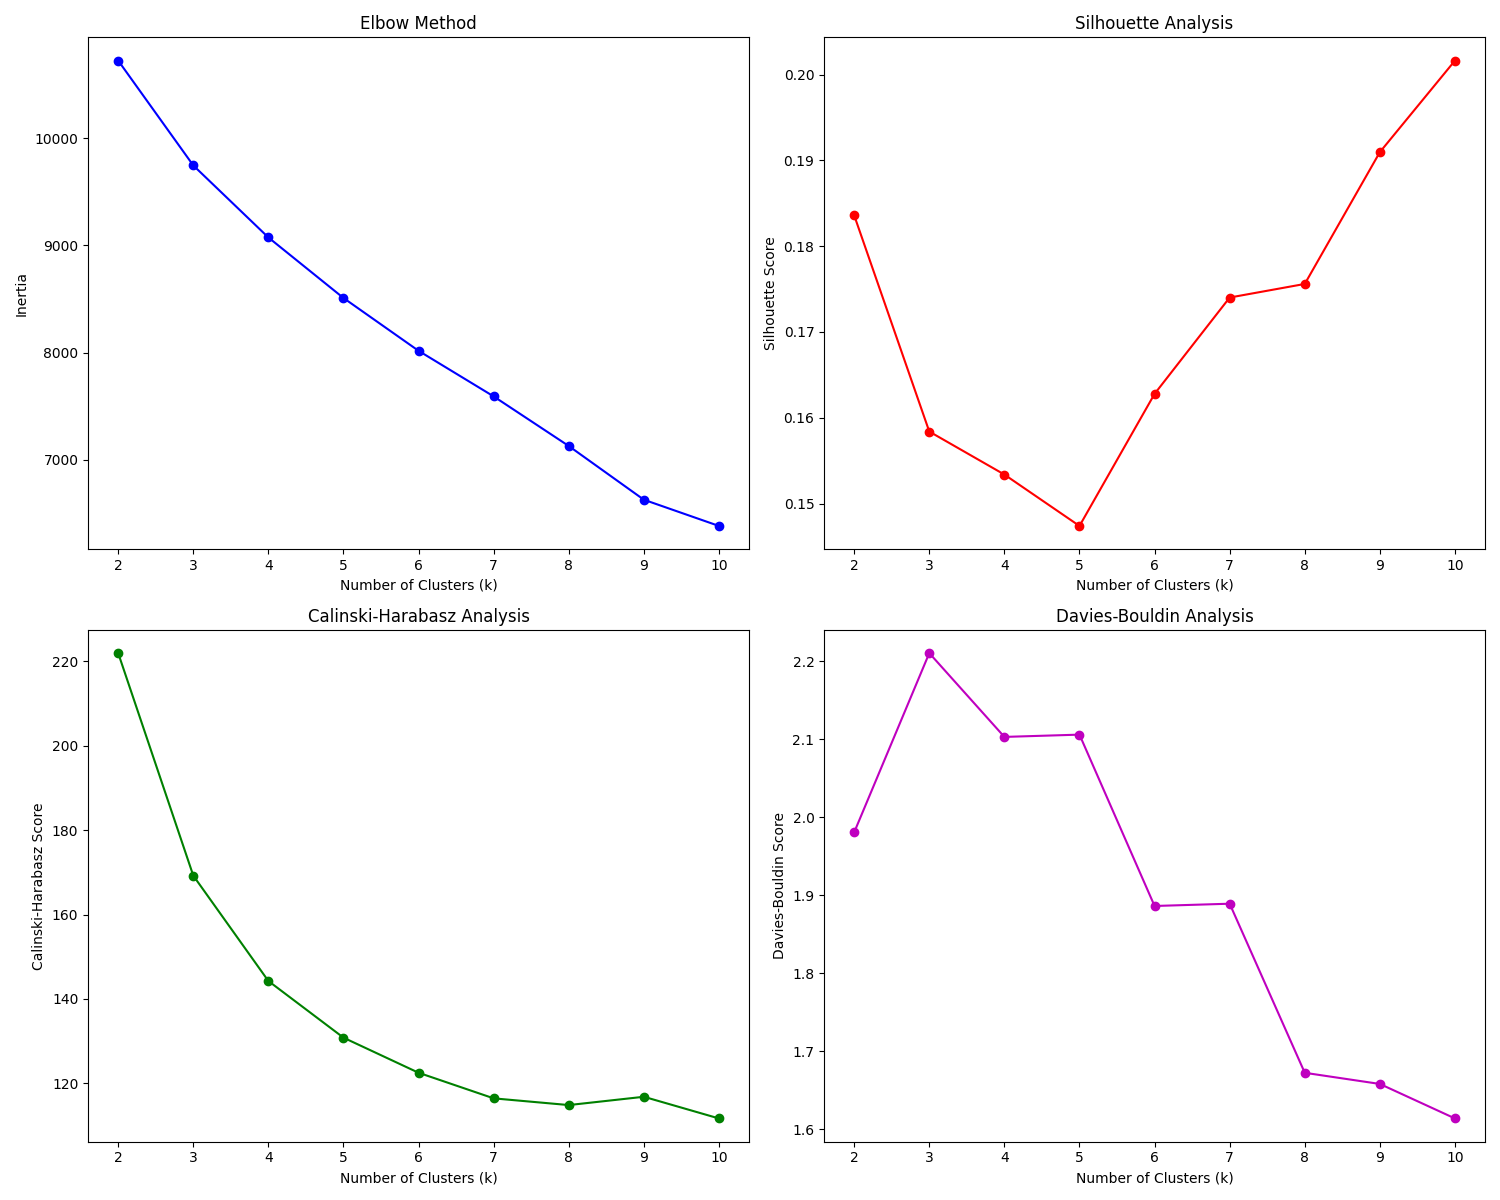 Elbow Method
10000
9000
8000
7000
Inertia
2 3 4 5 6 7 8 9 10
Number of Clusters (k)
Silhouette Analysis
0.20
0.19
0.18
0.17
0.16
0.15
Silhouette Score
2 3 4 5 6 7 8 9 10
Number of Clusters (k)
Calinski-Harabasz Analysis
220
200
180
160
140
120
Calinski-Harabasz Score
2 3 4 5 6 7 8 9 10
Number of Clusters (k)
Davies-Bouldin Analysis
2.2
2.1
2.0
1.9
1.8
1.7
1.6
Davies-Bouldin Score
2 3 4 5 6 7 8 9 10
Number of Clusters (k)